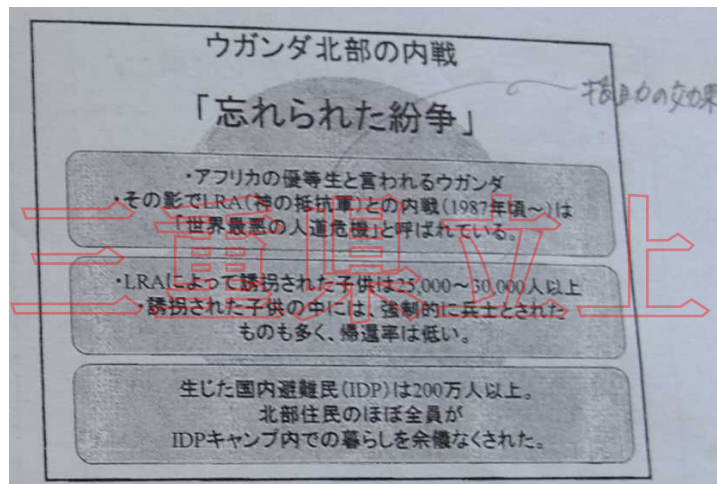 ウガンダ北部の内戦
援助の効果
「忘れられた紛争」
・アフリカの優等生と言われるウガンダ
・その影でLRA(神の抵抗軍)との内戦(1987年頃~)は
「世界最悪の人道危機」と呼ばれている。
三重県立上
・LRAによって誘拐された子供は25,000~30,000人以上
・誘拐された子供の中には、強制的に兵士とされた
ものも多く、帰還率は低い。
生じた国内避難民(IDP)は200万人以上。
北部住民のほぼ全員が
IDPキャンプ内での暮らしを余儀なくされた。